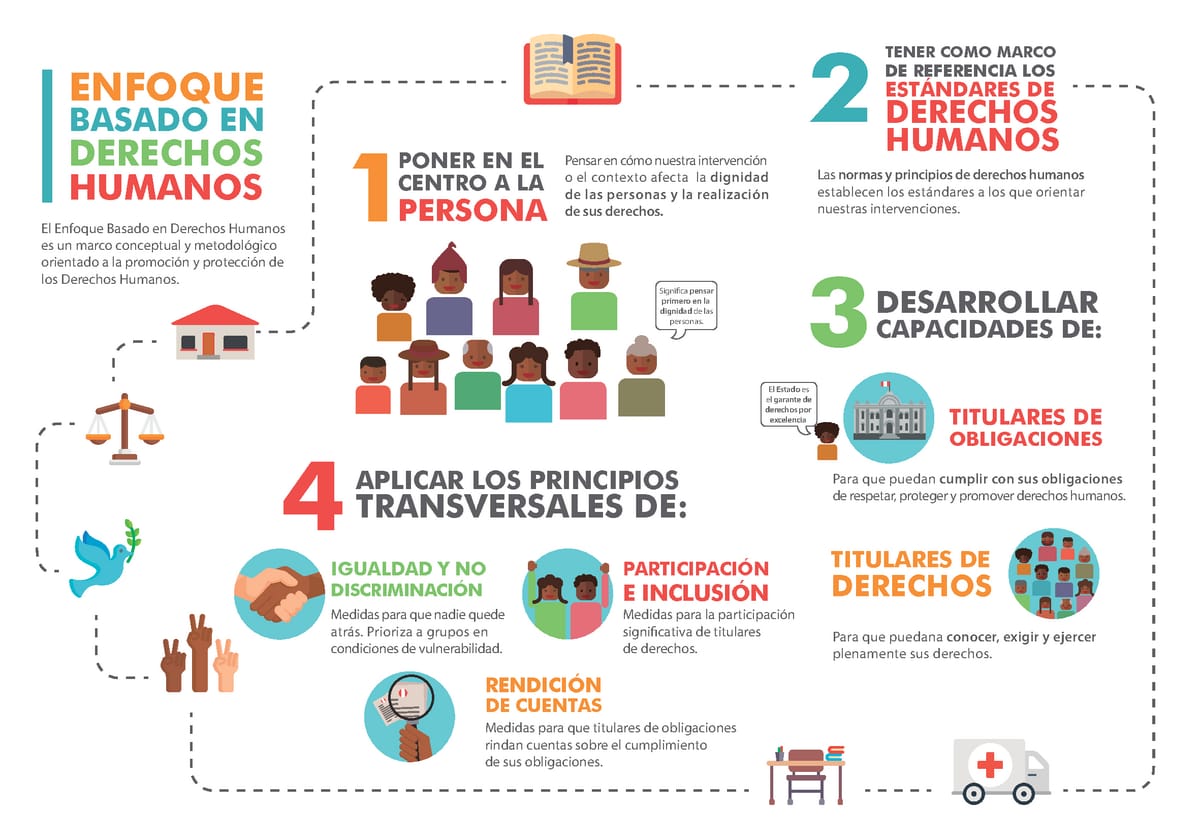 ENFOQUE
BASADO EN
DERECHOS
HUMANOS
El Enfoque Basado en Derechos Humanos
es un marco conceptual y metodológico
orientado a la promoción y protección de
los Derechos Humanos.
1
PONER EN EL
CENTRO A LA
PERSONA
Pensar en cómo nuestra intervención
o el contexto afecta la dignidad
de las personas y la realización
de sus derechos.
Significa pensar
primero en la
dignidad de las
personas.
2
TENER COMO MARCO
DE REFERENCIA LOS
ESTÁNDARES DE
DERECHOS
HUMANOS
Las normas y principios de derechos humanos
establecen los estándares a los que orientar
nuestras intervenciones.
3
DESARROLLAR
CAPACIDADES DE:
El Estado es
el garante de
derechos por
excelencia
TITULARES DE
OBLIGACIONES
Para que puedan cumplir con sus obligaciones
de respetar, proteger y promover derechos humanos.
TITULARES DE
DERECHOS
Para que puedana conocer, exigir y ejercer
plenamente sus derechos.
4
APLICAR LOS PRINCIPIOS
TRANSVERSALES DE:
IGUALDAD Y NO
DISCRIMINACIÓN
Medidas para que nadie quede
atrás. Prioriza a grupos en
condiciones de vulnerabilidad.
PARTICIPACIÓN
E INCLUSIÓN
Medidas para la participación
significativa de titulares
de derechos.
RENDICIÓN
DE CUENTAS
Medidas para que titulares de obligaciones
rindan cuentas sobre el cumplimiento
de sus obligaciones.